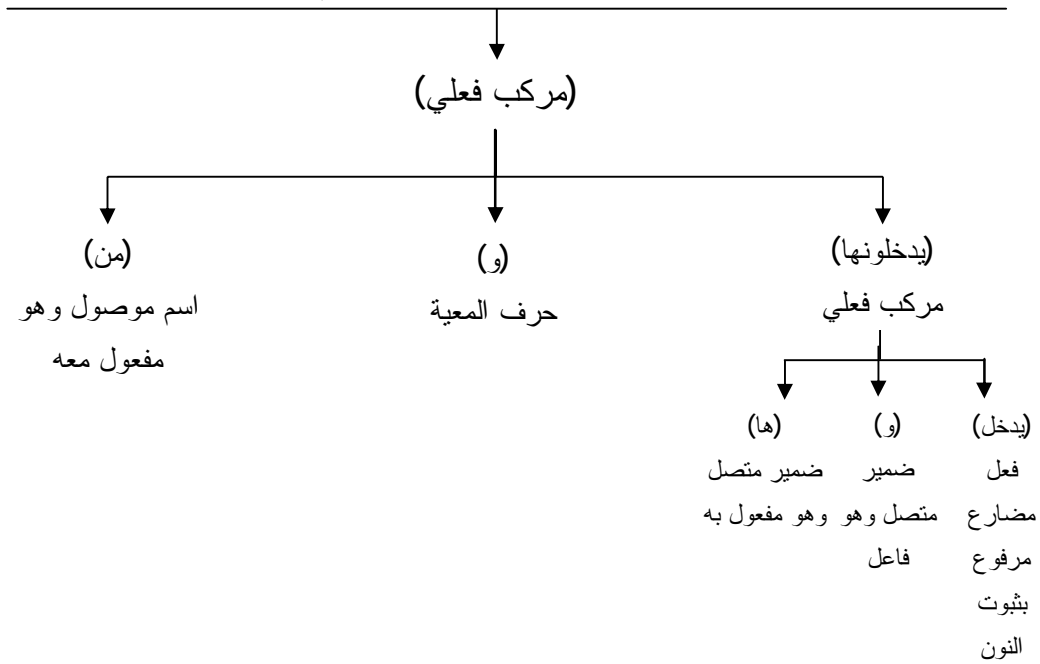 (مركب فعلي)
(يدخلونها)
مركب فعلي
(و)
حرف المعية
(من)
اسم موصول وهو
مفعول معه
(يدخل)
فعل
مضارع
مرفوع
بثبوت
النون
(و)
ضمير
متصل وهو
فاعل
(ها)
ضمير متصل
وهو مفعول به